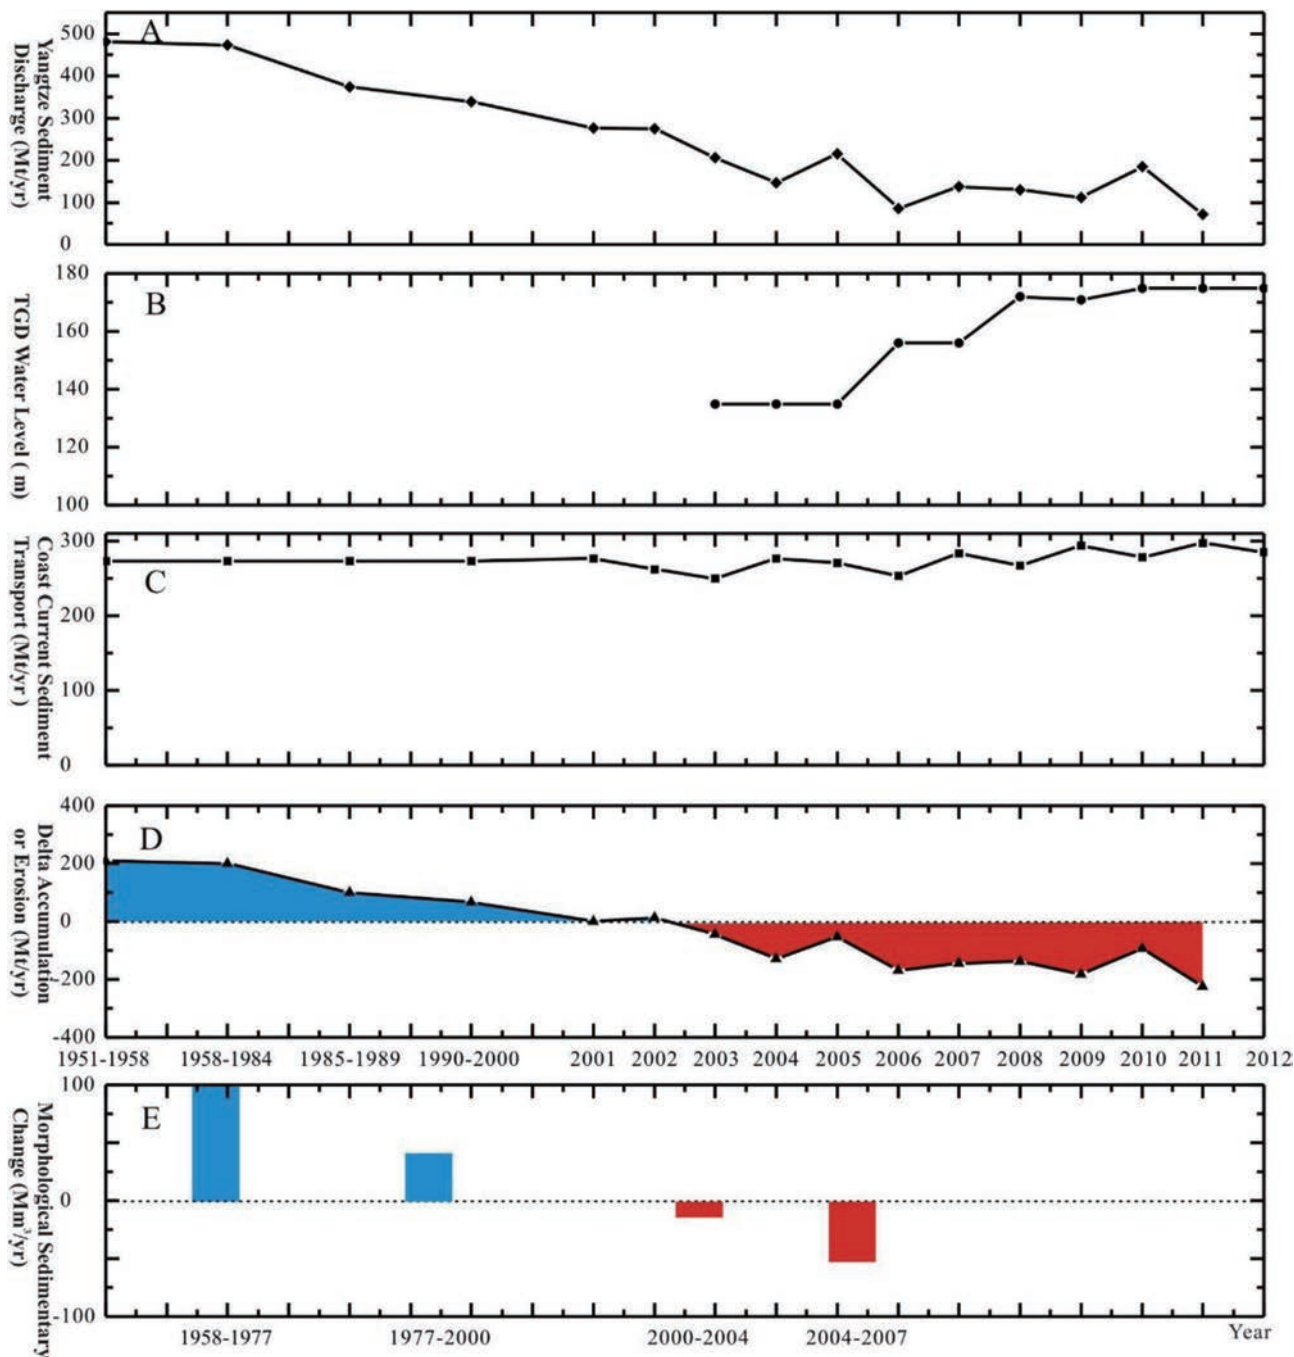 A
Yangtze Sediment
Discharge (Mt/yr)
500
400
300
200
100
0
B
TGD Water Level ( m)
180
160
140
120
100
C
Coast Current Sediment
Transport (Mt/yr )
300
200
100
0
D
Delta Accumulation
or Erosion (Mt/yr)
400
200
0
-200
-400
1951-1958 1958-1984 1985-1989 1990-2000 2001 2002 2003 2004 2005 2006 2007 2008 2009 2010 2011 2012
E
Morphological Sedimentary
Change (Mm³/yr)
100
0
-100
1958-1977 1977-2000 2000-2004 2004-2007 Year